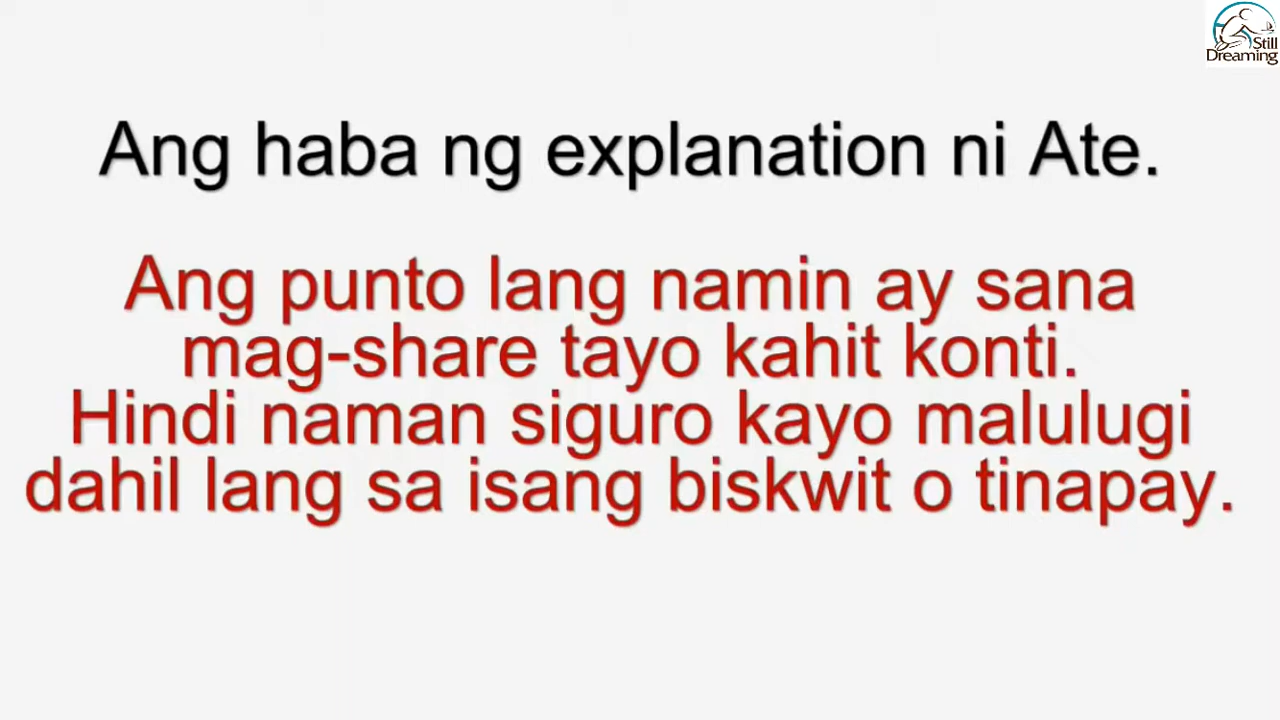 Still
Dreaming
Ang haba ng explanation ni Ate.
Ang punto lang namin ay sana
mag-share tayo kahit konti.
Hindi naman siguro kayo malulugi
dahil lang sa isang biskwit o tinapay.